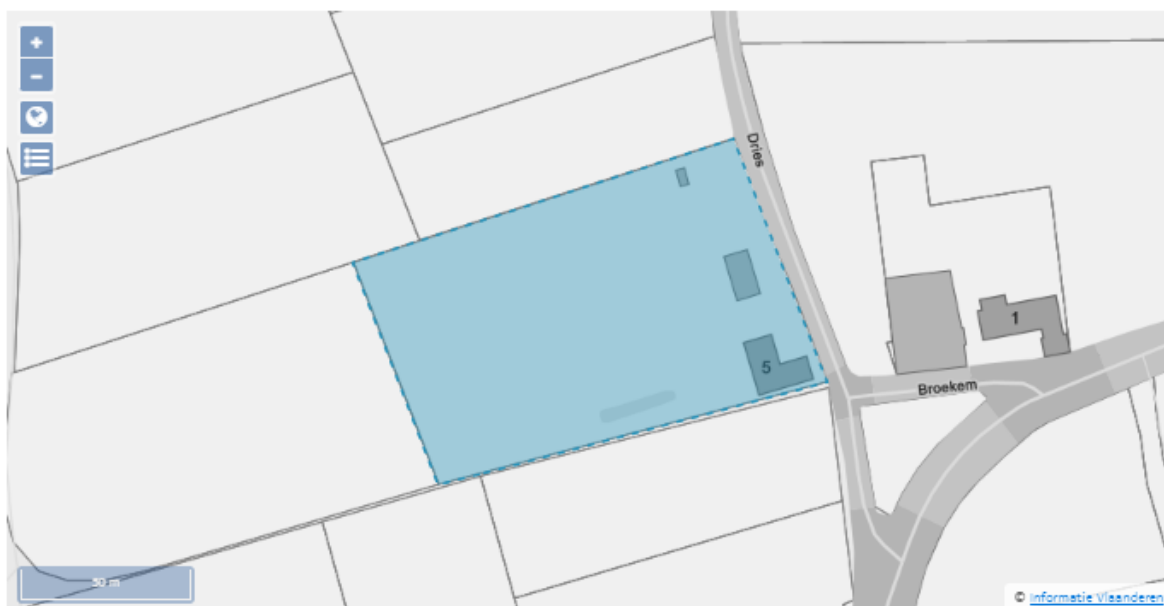 +
−
Dries
1
5
Broekem
50 m
© Informatie Vlaanderen